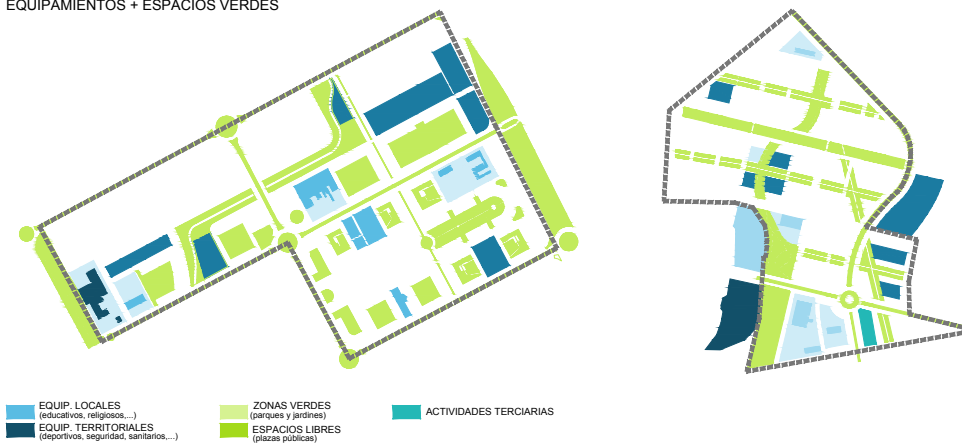 EQUIPAMIENTOS + ESPACIOS VERDES
EQUIP. LOCALES
(educativos, religiosos,...)
EQUIP. TERRITORIALES
(deportivos, seguridad, sanitarios,...)
ZONAS VERDES
(parques y jardines)
ESPACIOS LIBRES
(plazas públicas)
ACTIVIDADES TERCIARIAS